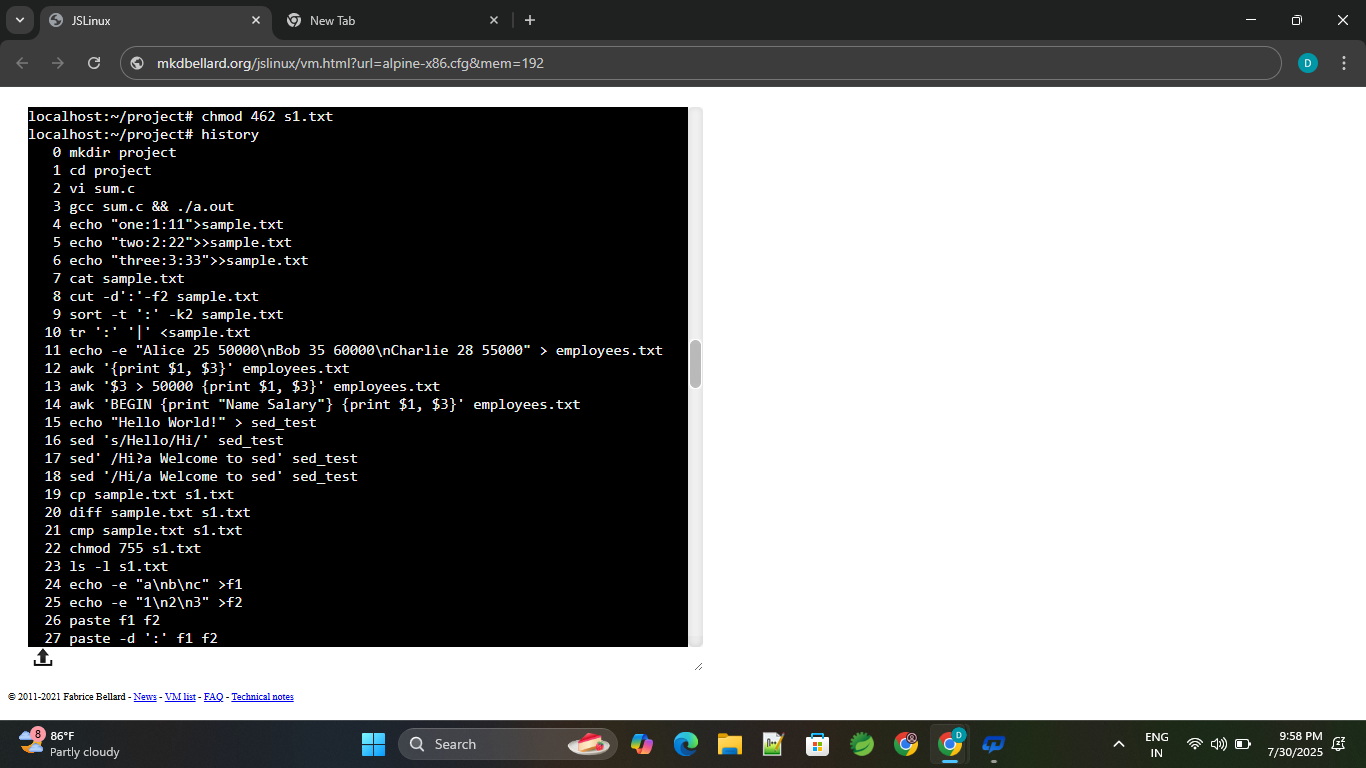 JSLinux
New Tab
mkdbellard.org/jslinux/vm.html?url=alpine-x86.cfg&mem=192
D
localhost:~/project# chmod 462 s1.txt
localhost:~/project# history
0 mkdir project
1 cd project
2 vi sum.c
3 gcc sum.c && ./a.out
4 echo "one:1:11">sample.txt
5 echo "two:2:22">>sample.txt
6 echo "three:3:33">>sample.txt
7 cat sample.txt
8 cut -d':'-f2 sample.txt
9 sort -t ':' -k2 sample.txt
10 tr ':' '|' <sample.txt
11 echo -e "Alice 25 50000\nBob 35 60000\nCharlie 28 55000" > employees.txt
12 awk '{print $1, $3}' employees.txt
13 awk '$3 > 50000 {print $1, $3}' employees.txt
14 awk 'BEGIN {print "Name Salary"} {print $1, $3}' employees.txt
15 echo "Hello World!" > sed_test
16 sed 's/Hello/Hi/' sed_test
17 sed' /Hi?a Welcome to sed' sed_test
18 sed '/Hi/a Welcome to sed' sed_test
19 cp sample.txt s1.txt
20 diff sample.txt s1.txt
21 cmp sample.txt s1.txt
22 chmod 755 s1.txt
23 ls -l s1.txt
24 echo -e "a\nb\nc" >f1
25 echo -e "1\n2\n3" >f2
26 paste f1 f2
27 paste -d ':' f1 f2
© 2011-2021 Fabrice Bellard - News - VM list - FAQ - Technical notes
8
86°F
Partly cloudy
Search
D
ENG
IN
9:58 PM
7/30/2025